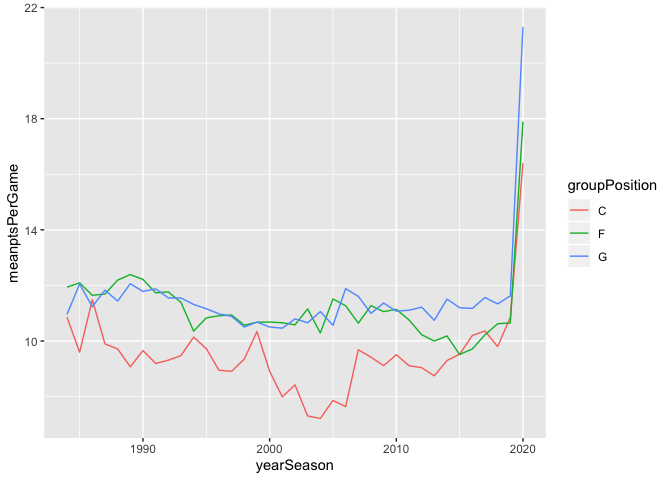 22
18
14
10
meanptsPerGame
1990
2000
2010
2020
yearSeason
groupPosition
C
F
G